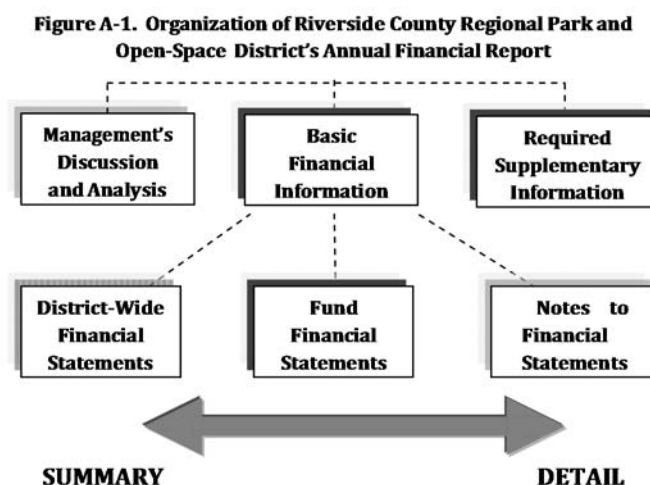 Figure A-1. Organization of Riverside County Regional Park and
Open-Space District's Annual Financial Report
Management's
Discussion
and Analysis
Basic
Financial
Information
Required
Supplementary
Information
District-Wide
Financial
Statements
Fund
Financial
Statements
Notes to
Financial
Statements
SUMMARY
DETAIL